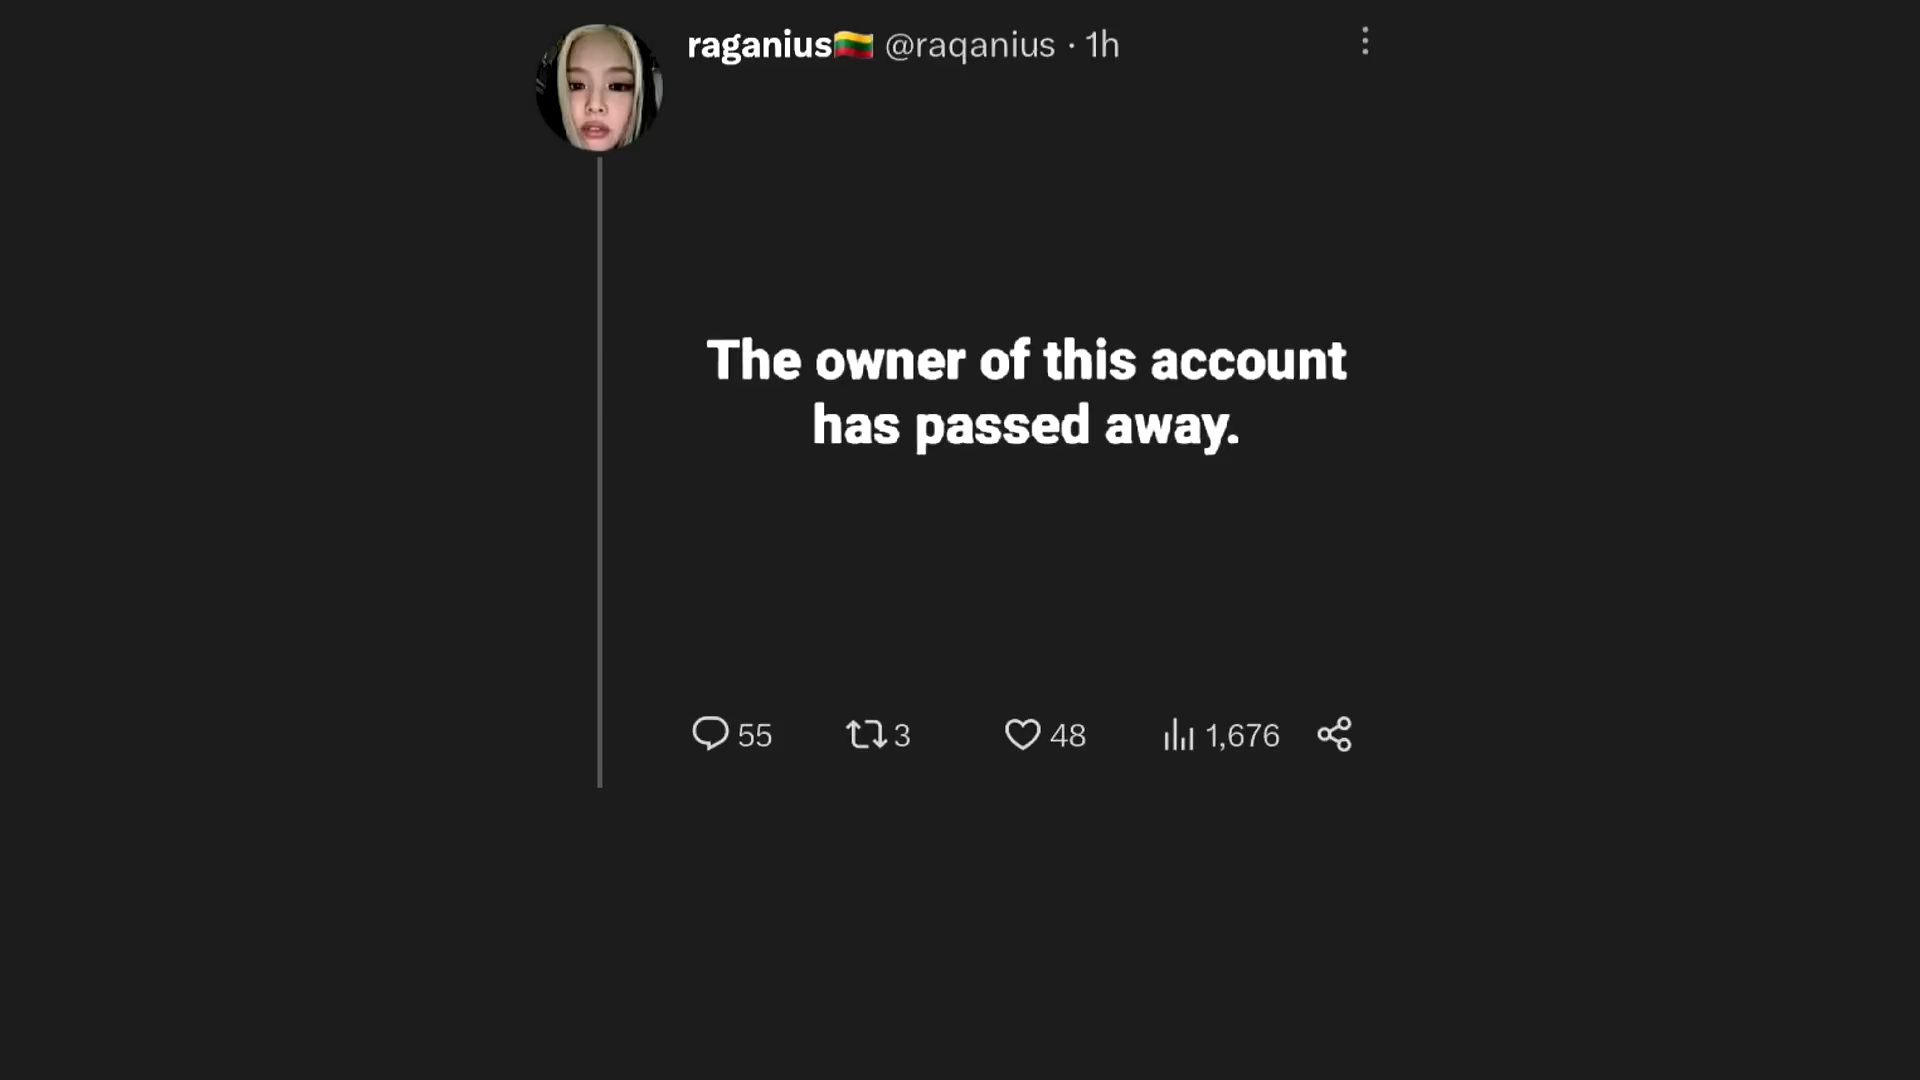 raganius🇱🇹 @raqanius · 1h
The owner of this account
has passed away.
55 3 48 1,676